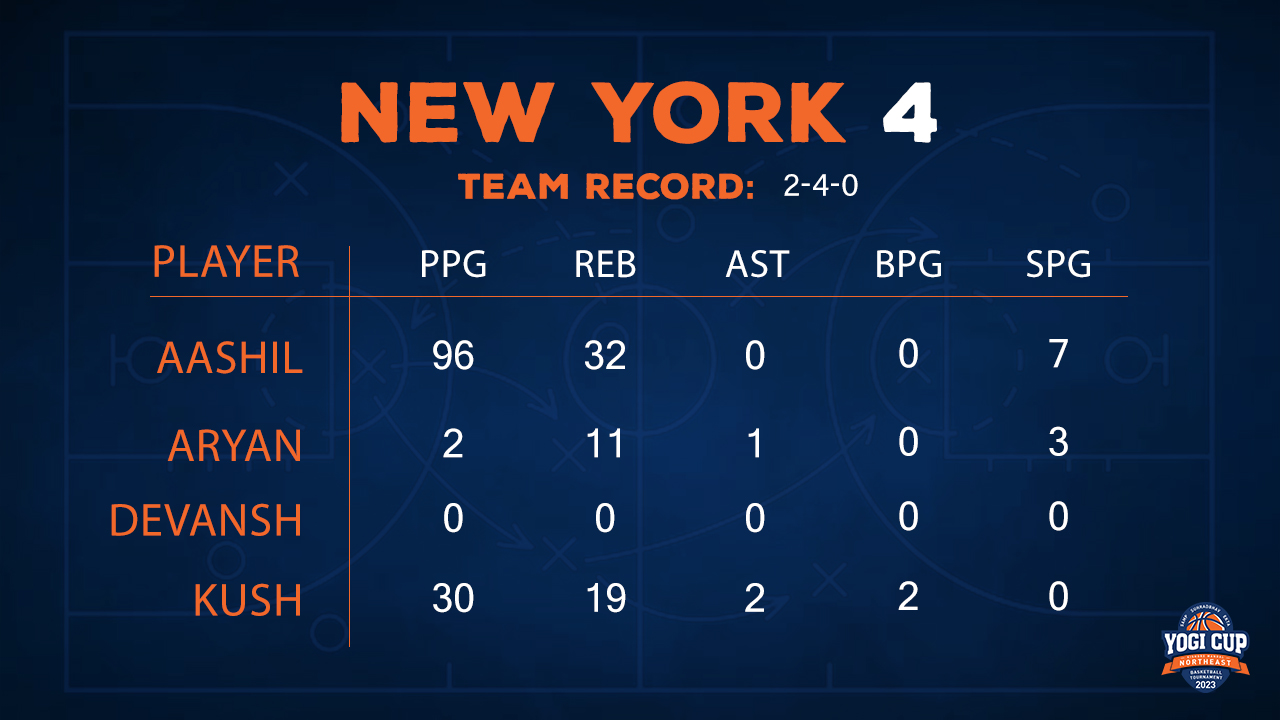 NEW YORK 4
TEAM RECORD: 2-4-0
PLAYER PPG REB AST BPG SPG
AASHIL 96 32 0 0 7
ARYAN 2 11 1 0 3
DEVANSH 0 0 0 0 0
KUSH 30 19 2 2 0
YOGI CUP
NORTHEAST
BASKETBALL
TOURNAMENT
2023